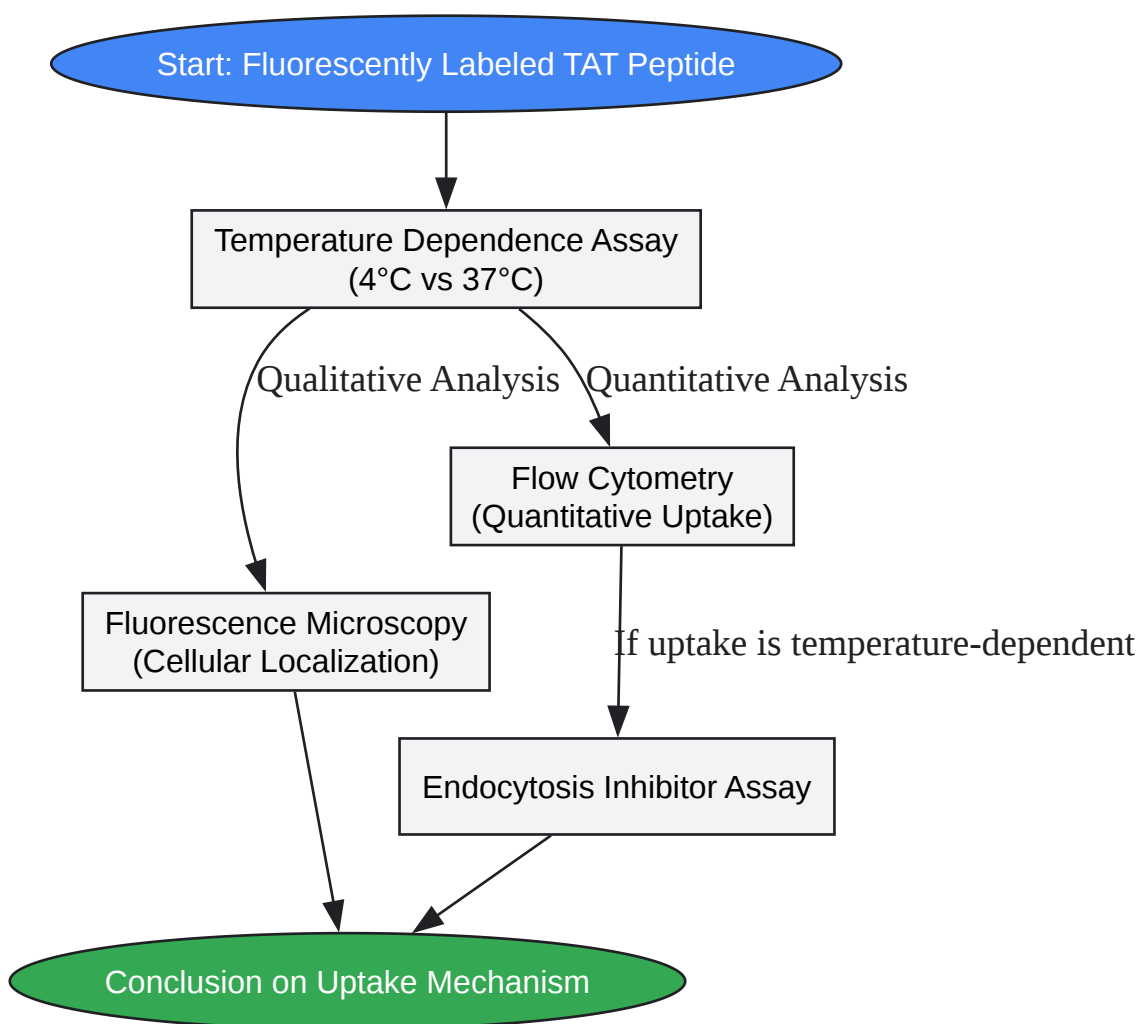 Start: Fluorescently Labeled TAT Peptide
Temperature Dependence Assay
(4°C vs 37°C)
Qualitative Analysis
Quantitative Analysis
Flow Cytometry
(Quantitative Uptake)
Fluorescence Microscopy
(Cellular Localization)
If uptake is temperature-dependent
Endocytosis Inhibitor Assay
Conclusion on Uptake Mechanism